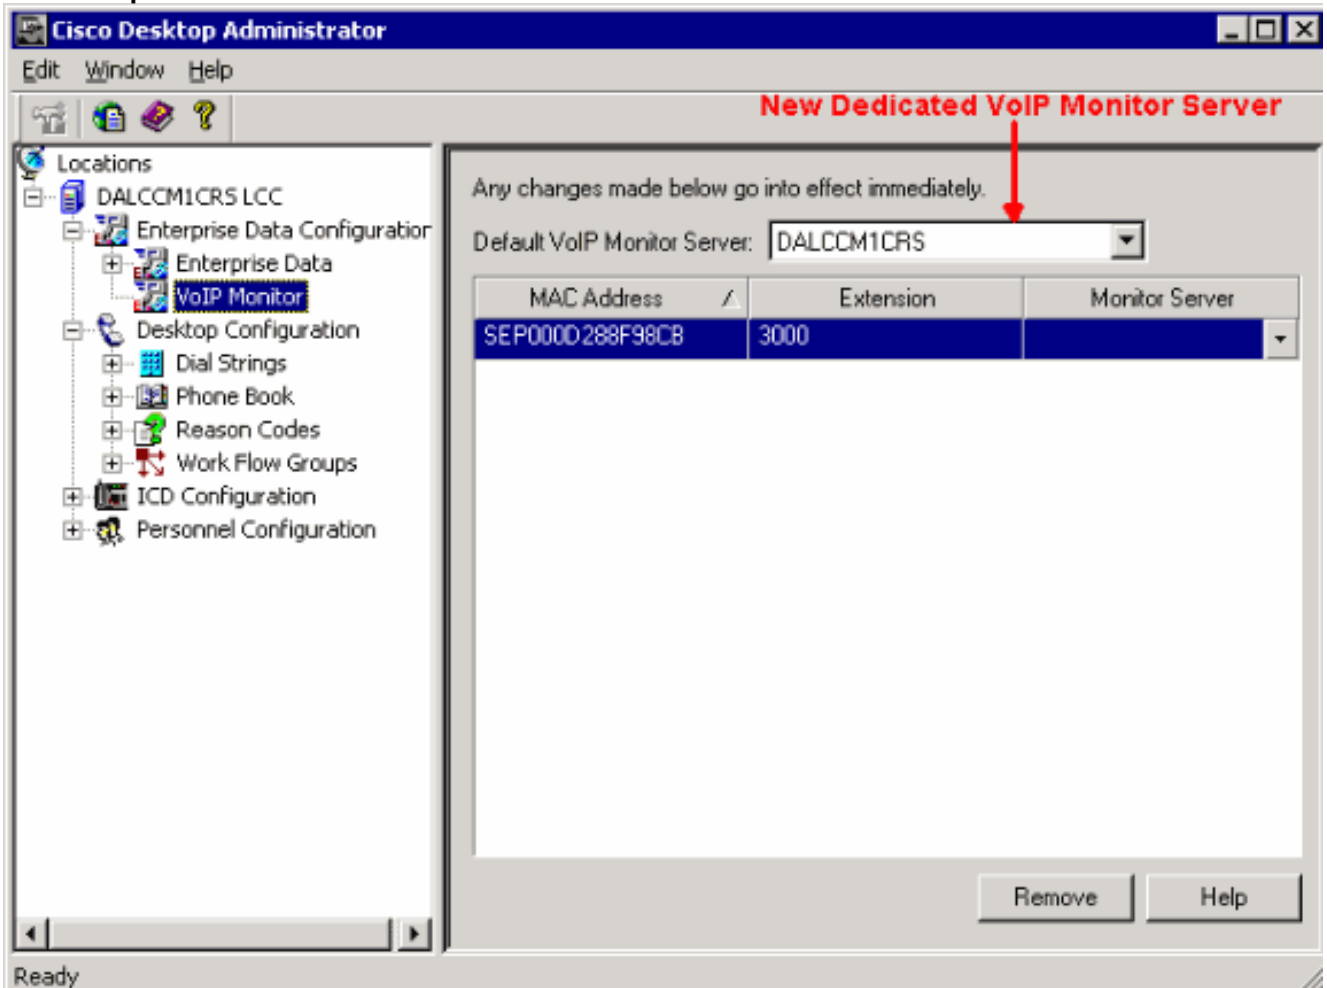 Cisco Desktop Administrator
Edit Window Help
New Dedicated VoIP Monitor Server
Locations
DALCCM1CRS LCC
Enterprise Data Configuration
Enterprise Data
VoIP Monitor
Desktop Configuration
Dial Strings
Phone Book
Reason Codes
Work Flow Groups
ICD Configuration
Personnel Configuration
Any changes made below go into effect immediately.
Default VoIP Monitor Server: DALCCM1CRS
MAC Address Extension Monitor Server
SEP000D288F98CB 3000
Remove Help
Ready